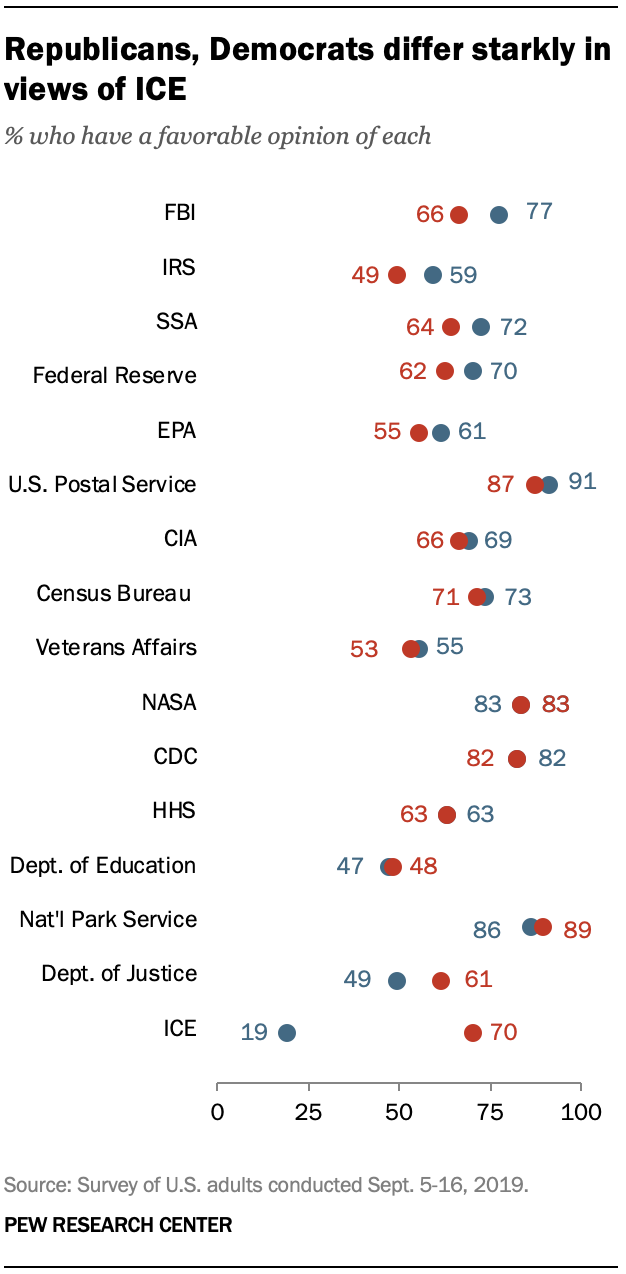 Republicans, Democrats differ starkly in
views of ICE
% who have a favorable opinion of each
FBI 66 77
IRS 49 59
SSA 64 72
Federal Reserve 62 70
EPA 55 61
U.S. Postal Service 87 91
CIA 66 69
Census Bureau 71 73
Veterans Affairs 53 55
NASA 83 83
CDC 82 82
HHS 63 63
Dept. of Education 47 48
Nat'l Park Service 86 89
Dept. of Justice 49 61
ICE 19 70
0 25 50 75 100
Source: Survey of U.S. adults conducted Sept. 5-16, 2019.
PEW RESEARCH CENTER